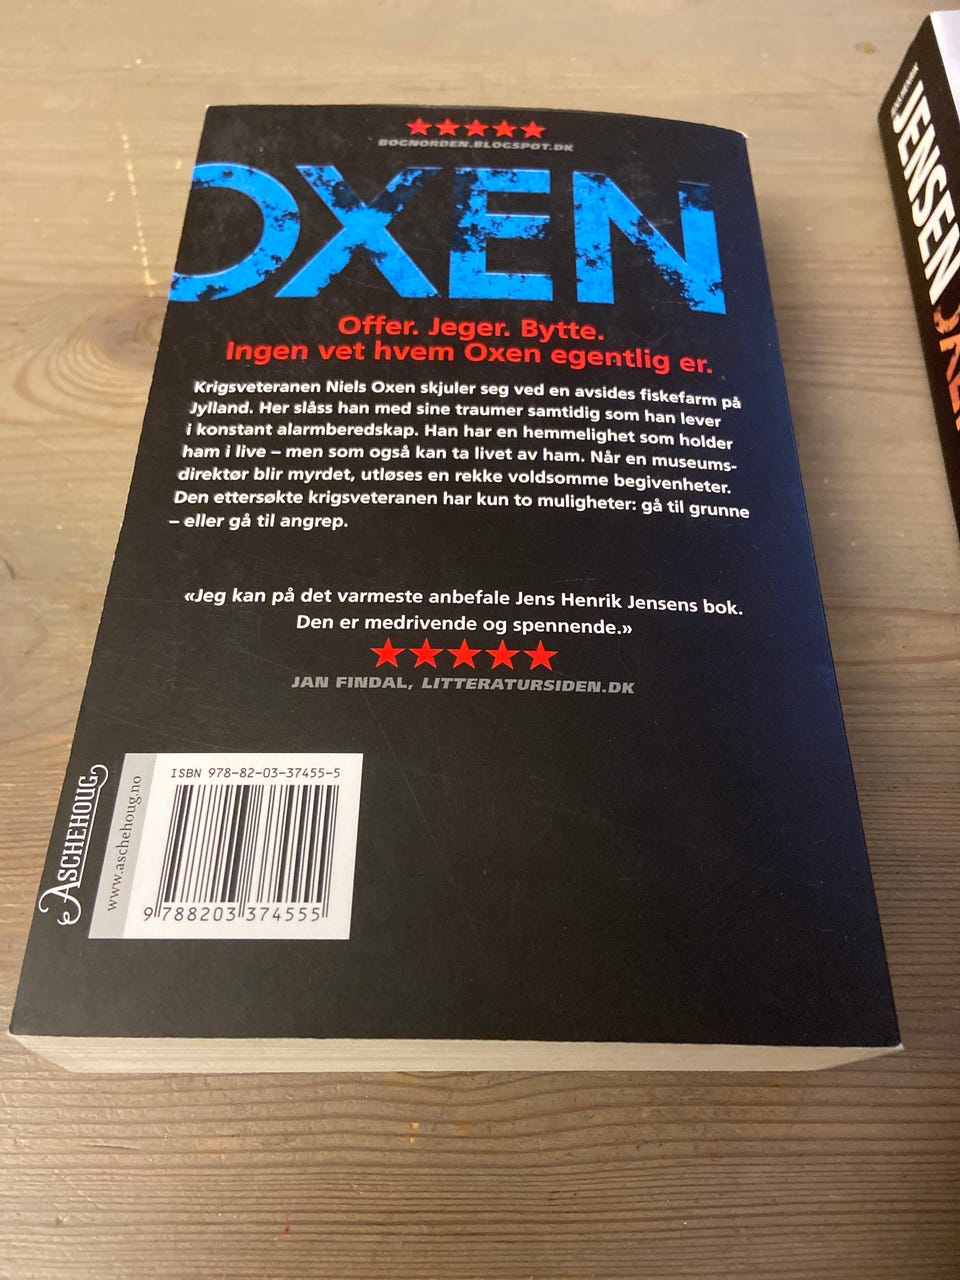 ★★★★★
BOGNORDEN.BLOGSPOT.DK
OXEN
Offer. Jeger. Bytte.
Ingen vet hvem Oxen egentlig er.
Krigsveteranen Niels Oxen skjuler seg ved en avsides fiskefarm på
Jylland. Her slåss han med sine traumer samtidig som han lever
i konstant alarmberedskap. Han har en hemmelighet som holder
ham i live – men som også kan ta livet av ham. Når en museums-
direktør blir myrdet, utløses en rekke voldsomme begivenheter.
Den ettersøkte krigsveteranen har kun to muligheter: gå til grunne
– eller gå til angrep.
«Jeg kan på det varmeste anbefale Jens Henrik Jensens bok.
Den er medrivende og spennende.»
★★★★★
JAN FINDAL, LITTERATURSIDEN.DK
ASCHEHOUG
www.aschehoug.no
ISBN 978-82-03-37455-5
9 788203 374555
JENS HENRIK
JENSEN